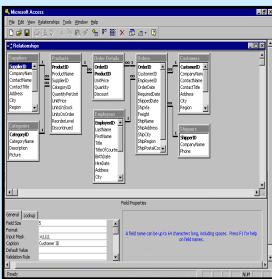 Microsoft Access
File Edit View Relationships Tools Window Help
Relationships
Suppliers
SupplierID
CompanyName
ContactName
ContactTitle
Address
City
Region
Products
ProductID
ProductName
SupplierID
CategoryID
QuantityPerUnit
UnitPrice
UnitsInStock
UnitsOnOrder
ReorderLevel
Discontinued
Order Details
OrderID
ProductID
UnitPrice
Quantity
Discount
Orders
OrderID
CustomerID
EmployeeID
OrderDate
RequiredDate
ShippedDate
ShipVia
Freight
ShipName
ShipAddress
ShipCity
ShipRegion
ShipPostalCo
Customers
CustomerID
CompanyName
ContactName
ContactTitle
Address
City
Region
Categories
CategoryID
CategoryName
Description
Picture
Employees
EmployeeID
LastName
FirstName
Title
TitleOfCourte
BirthDate
HireDate
Address
City
Shippers
ShipperID
CompanyName
Phone
Field Properties
General Lookup
Field Size 5
Format
Input Mask >LLLLL
Caption Customer ID
Default Value
Validation Rule
A field name can be up to 64 characters long, including spaces. Press F1 for help on field names.
Ready
NUM